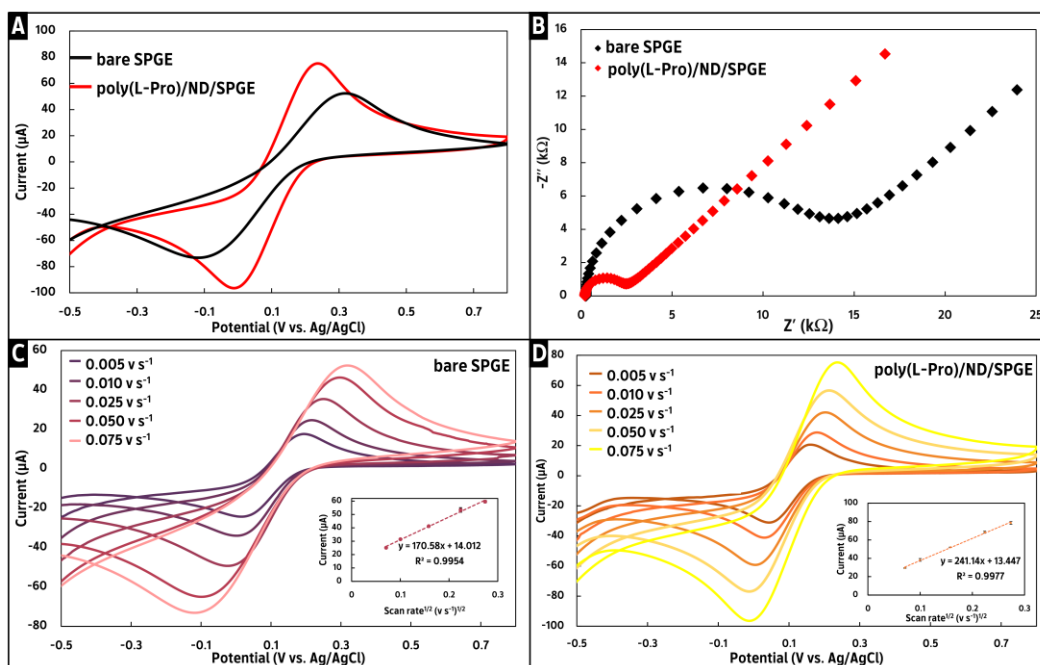 A
bare SPGE
poly(L-Pro)/ND/SPGE
100
80
60
40
20
0
-20
-40
-60
-80
-100
Current (µA)
-0.5 -0.3 -0.1 0.1 0.3 0.5 0.7
Potential (V vs. Ag/AgCl)
B
bare SPGE
poly(L-Pro)/ND/SPGE
16
14
12
10
8
6
4
2
0
-Z″ (kΩ)
0 5 10 15 20 25
Z′ (kΩ)
C
bare SPGE
0.005 v s⁻¹
0.010 v s⁻¹
0.025 v s⁻¹
0.050 v s⁻¹
0.075 v s⁻¹
60
40
20
0
-20
-40
-60
-80
Current (µA)
-0.5 -0.3 -0.1 0.1 0.3 0.5 0.7
Potential (V vs. Ag/AgCl)
60
50
40
30
20
10
0
Current (µA)
y = 170.58x + 14.012
R² = 0.9954
0 0.1 0.2 0.3
Scan rate¹/² (v s⁻¹)¹/²
D
poly(L-Pro)/ND/SPGE
0.005 v s⁻¹
0.010 v s⁻¹
0.025 v s⁻¹
0.050 v s⁻¹
0.075 v s⁻¹
80
60
40
20
0
-20
-40
-60
-80
-100
Current (µA)
-0.5 -0.3 -0.1 0.1 0.3 0.5 0.7
Potential (V vs. Ag/AgCl)
100
80
60
40
20
0
Current (µA)
y = 241.14x + 13.447
R² = 0.9977
0 0.1 0.2 0.3
Scan rate¹/² (v s⁻¹)¹/²